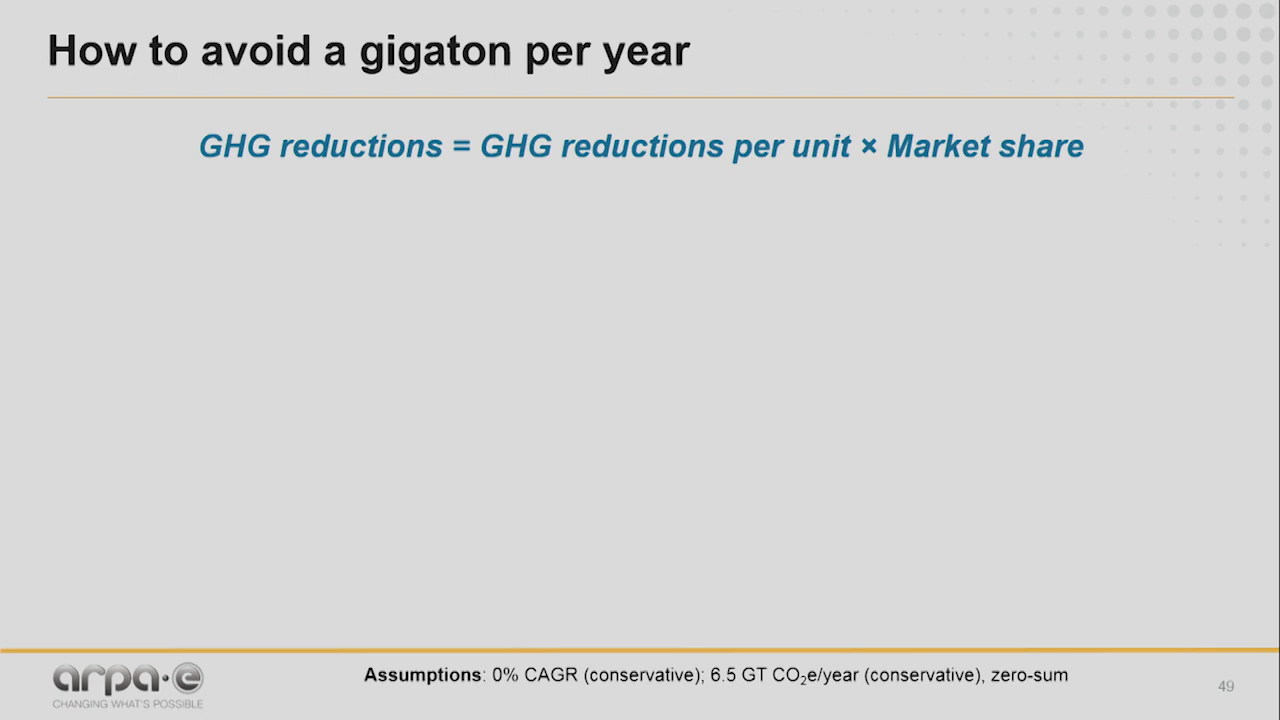 How to avoid a gigaton per year
GHG reductions = GHG reductions per unit × Market share
arpa·e
CHANGING WHAT'S POSSIBLE
Assumptions: 0% CAGR (conservative); 6.5 GT CO₂e/year (conservative), zero-sum
49